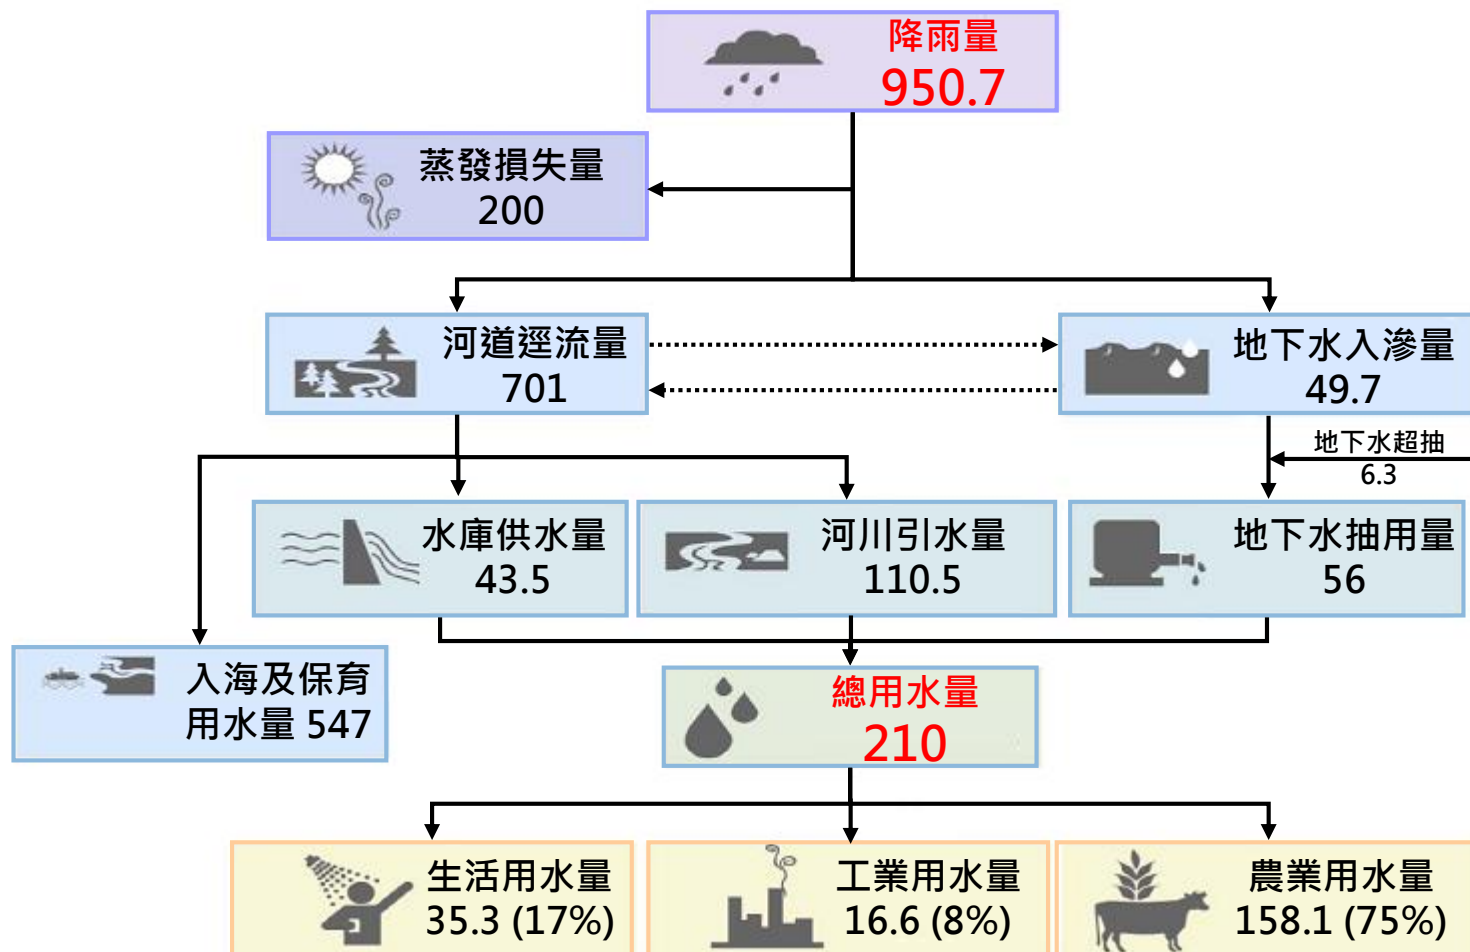 降雨量
950.7
蒸發損失量
200
河道逕流量
701
地下水入滲量
49.7
地下水超抽
6.3
水庫供水量
43.5
河川引水量
110.5
地下水抽用量
56
入海及保育
用水量 547
總用水量
210
生活用水量
35.3 (17%)
工業用水量
16.6 (8%)
農業用水量
158.1 (75%)